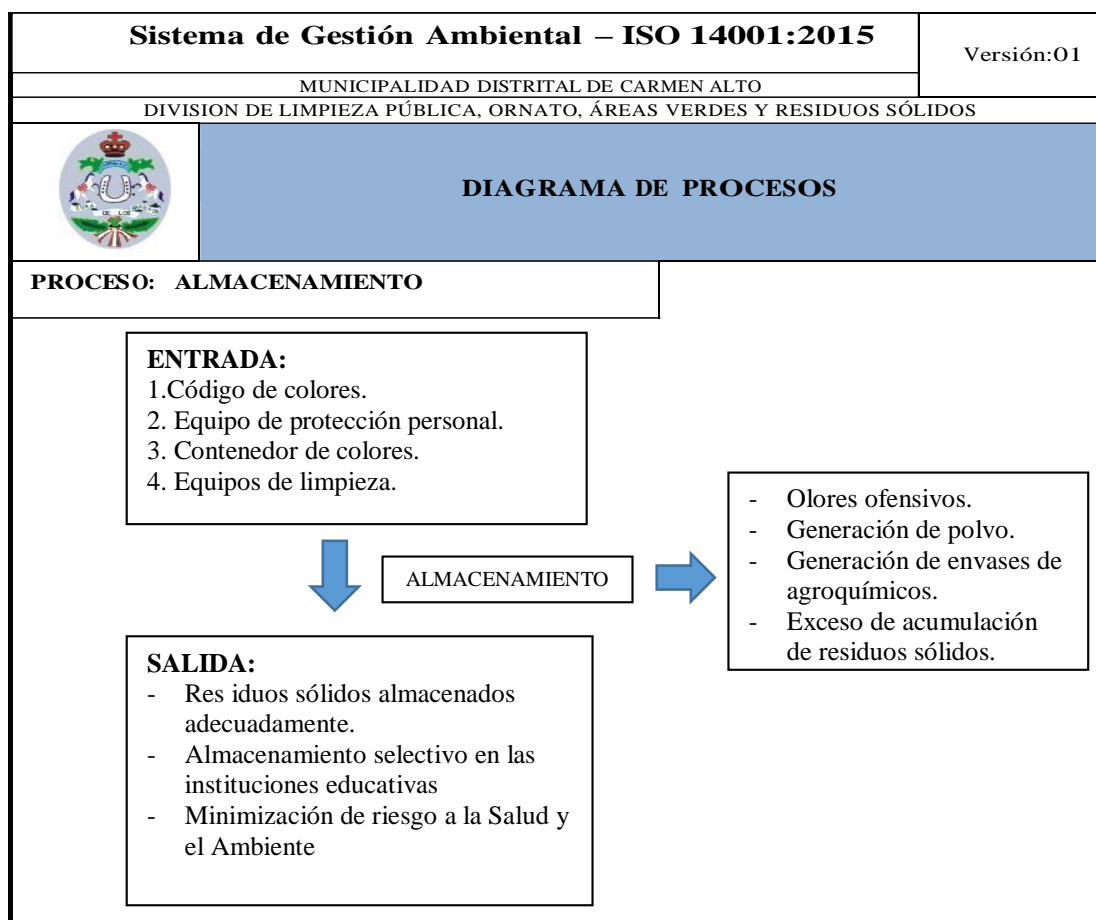 Sistema de Gestión Ambiental – ISO 14001:2015
Versión:01
MUNICIPALIDAD DISTRITAL DE CARMEN ALTO
DIVISION DE LIMPIEZA PÚBLICA, ORNATO, ÁREAS VERDES Y RESIDUOS SÓLIDOS
DIAGRAMA DE PROCESOS
PROCESO: ALMACENAMIENTO
ENTRADA:
1.Código de colores.
2. Equipo de protección personal.
3. Contenedor de colores.
4. Equipos de limpieza.
ALMACENAMIENTO
- Olores ofensivos.
- Generación de polvo.
- Generación de envases de
agroquímicos.
- Exceso de acumulación
de residuos sólidos.
SALIDA:
- Res iduos sólidos almacenados
adecuadamente.
- Almacenamiento selectivo en las
instituciones educativas
- Minimización de riesgo a la Salud y
el Ambiente